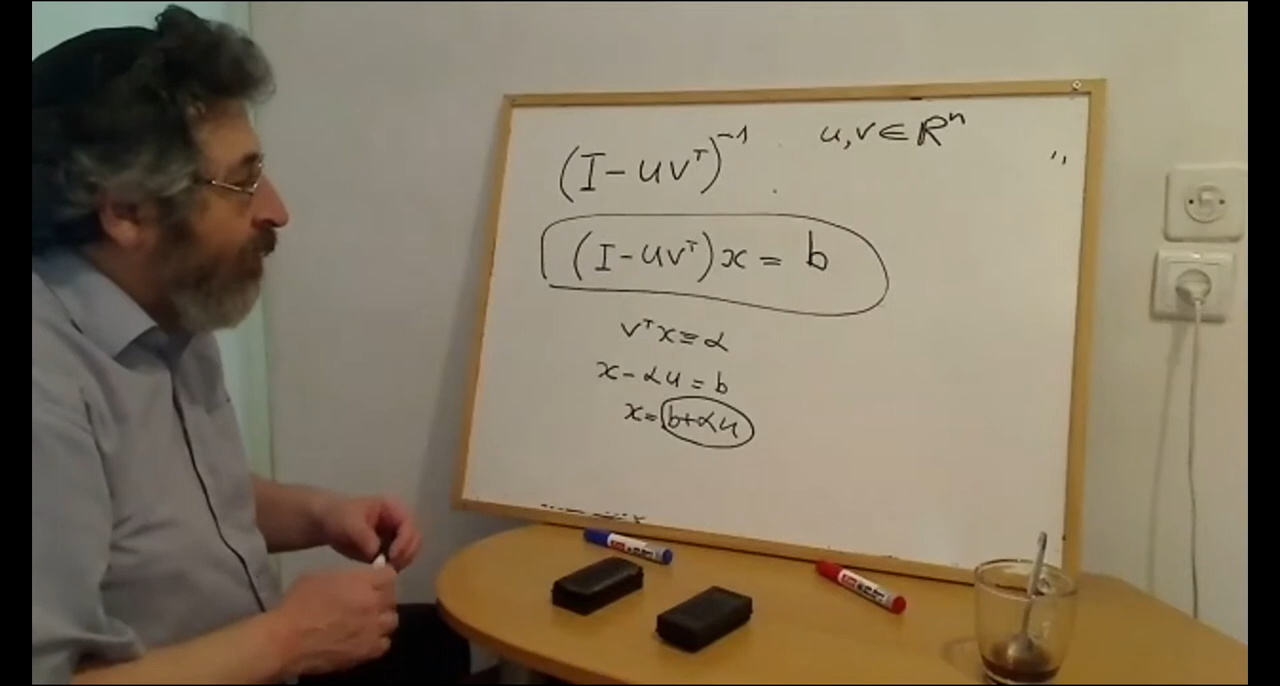 (I - uvᵀ)⁻¹ u, v ∈ ℝⁿ
(I - uvᵀ)x = b
vᵀx = α
x - αu = b
x = b + αu